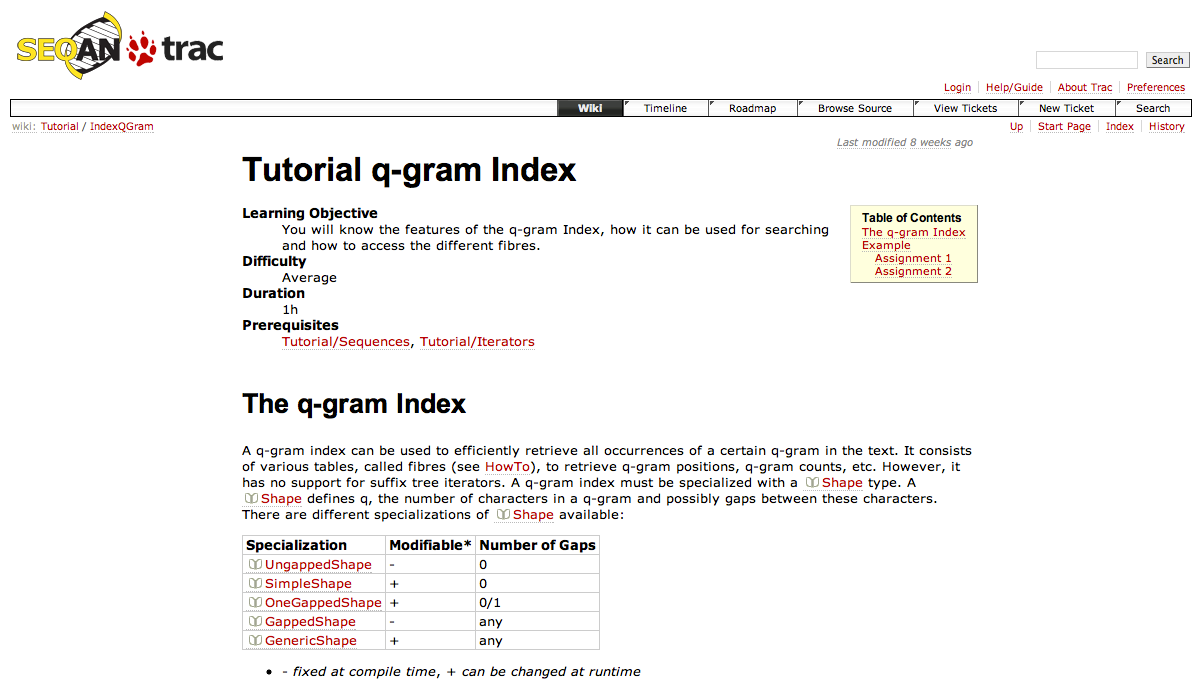 SEQAN trac
Search
Login Help/Guide About Trac Preferences
Wiki Timeline Roadmap Browse Source View Tickets New Ticket Search
wiki: Tutorial / IndexQGram
Up Start Page Index History
Last modified 8 weeks ago
Tutorial q-gram Index
Learning Objective
You will know the features of the q-gram Index, how it can be used for searching
and how to access the different fibres.
Difficulty
Average
Duration
1h
Prerequisites
Tutorial/Sequences, Tutorial/Iterators
Table of Contents
The q-gram Index
Example
Assignment 1
Assignment 2
The q-gram Index
A q-gram index can be used to efficiently retrieve all occurrences of a certain q-gram in the text. It consists
of various tables, called fibres (see HowTo), to retrieve q-gram positions, q-gram counts, etc. However, it
has no support for suffix tree iterators. A q-gram index must be specialized with a Shape type. A
Shape defines q, the number of characters in a q-gram and possibly gaps between these characters.
There are different specializations of Shape available:
Specialization Modifiable* Number of Gaps
UngappedShape - 0
SimpleShape + 0
OneGappedShape + 0/1
GappedShape - any
GenericShape + any
• - fixed at compile time, + can be changed at runtime